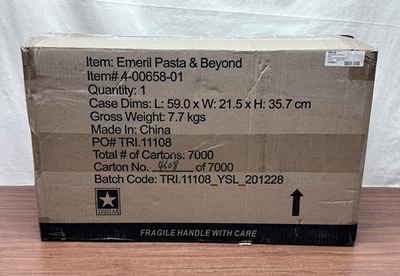 Item: Emeril Pasta & Beyond
Item# 4-00658-01
Quantity: 1
Case Dims: L: 59.0 x W: 21.5 x H: 35.7 cm
Gross Weight: 7.7 kgs
Made In: China
PO# TRI.11108
Total # of Cartons: 7000
Carton No. 4608 of 7000
Batch Code: TRI.11108_YSL_201228
FRAGILE HANDLE WITH CARE